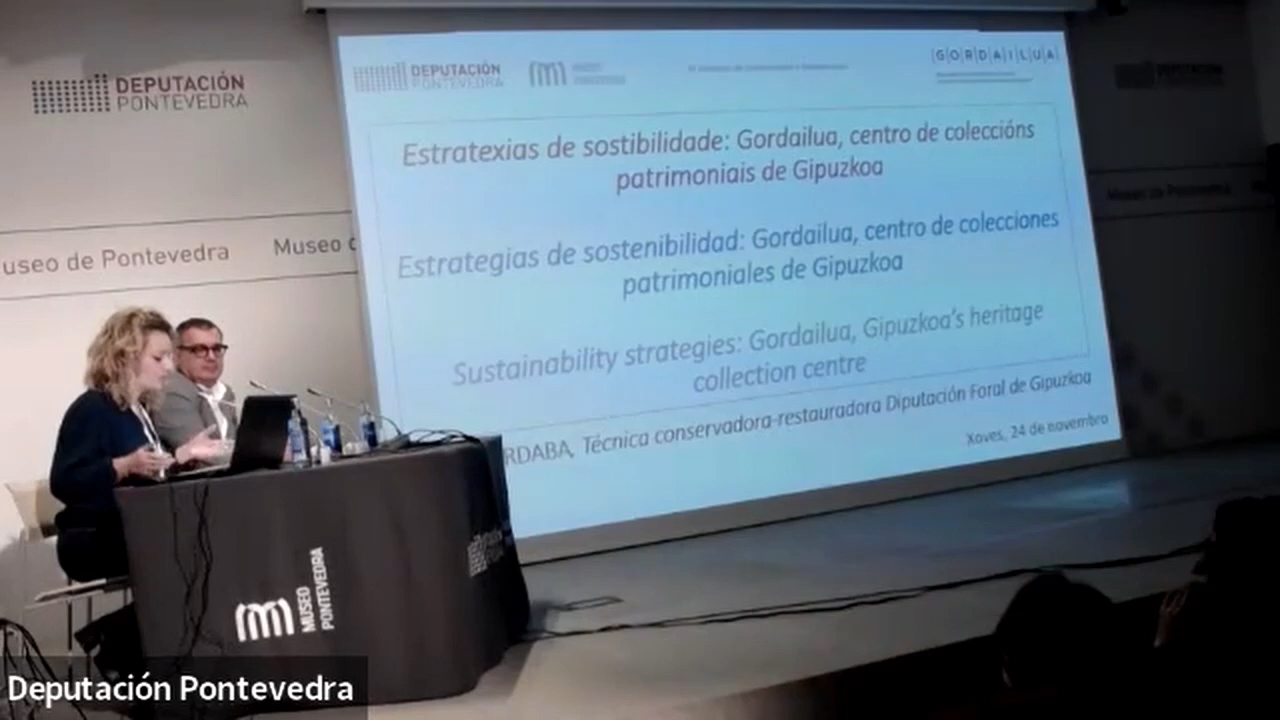 DEPUTACIÓN
PONTEVEDRA
useo de Pontevedra
Museo
DEPUTACIÓN
PONTEVEDRA
GORDAILUA
Estratexias de sostibilidade: Gordailua, centro de coleccións
patrimoniais de Gipuzkoa
Estrategias de sostenibilidad: Gordailua, centro de colecciones
patrimoniales de Gipuzkoa
Sustainability strategies: Gordailua, Gipuzkoa's heritage
collection centre
RDABA, Técnica conservadora-restauradora Diputación Foral de Gipuzkoa
Xoves, 24 de novembro
Museo de Pontevedra
MUSEO
PONTEVEDRA
Deputación Pontevedra